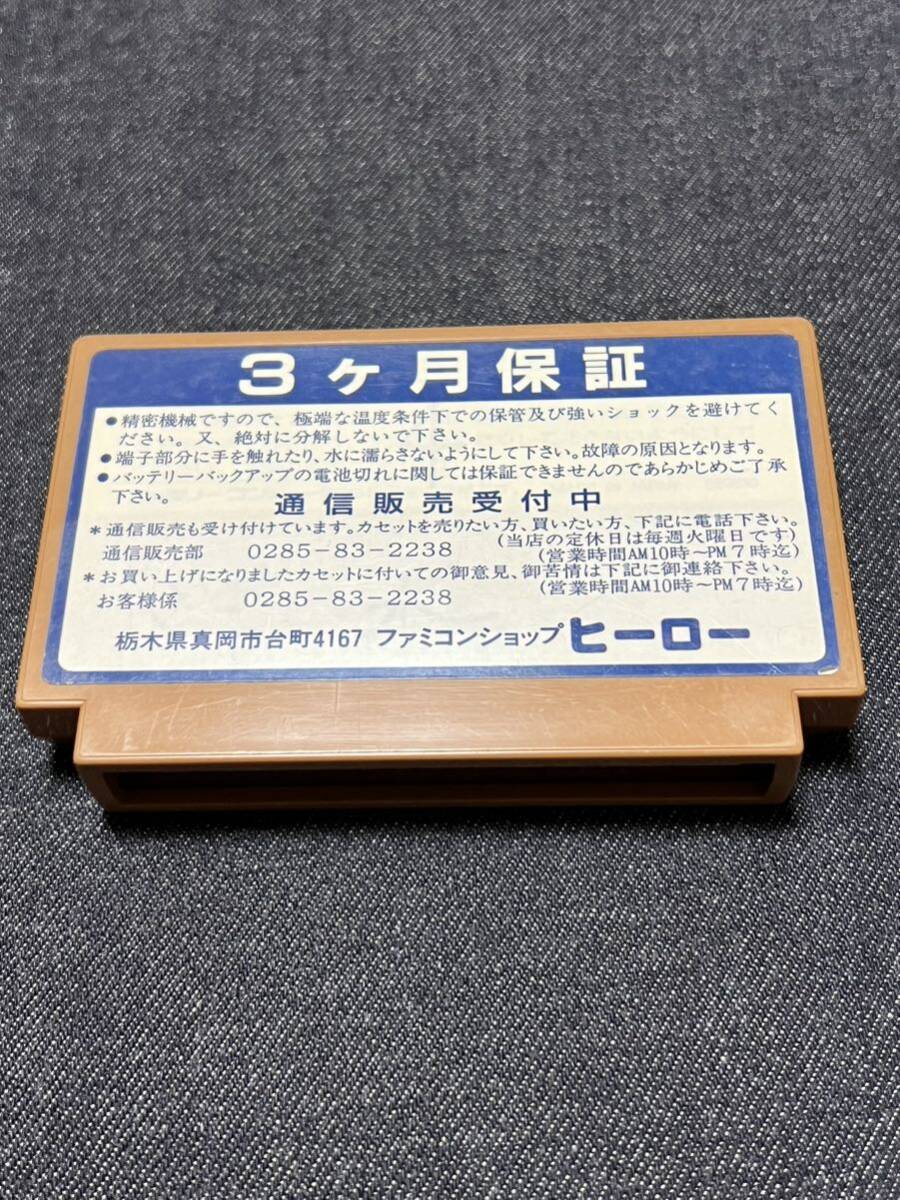 3ヶ月保証
●精密機械ですので、極端な温度条件下での保管及び強いショックを避けてく
ださい。又、絶対に分解しないで下さい。
●端子部分に手を触れたり、水に濡らさないようにして下さい。故障の原因となります。
●バッテリーバックアップの電池切れに関しては保証できませんのであらかじめご了承
下さい。
通信販売受付中
*通信販売も受け付けています。カセットを売りたい方、買いたい方、下記に電話下さい。
(当店の定休日は毎週火曜日です)
通信販売部 0285-83-2238 (営業時間AM10時～PM7時迄)
*お買い上げになりましたカセットに付いての御意見、御苦情は下記に御連絡下さい。
お客様係 0285-83-2238 (営業時間AM10時～PM7時迄)
栃木県真岡市台町4167 ファミコンショップ ヒーロー